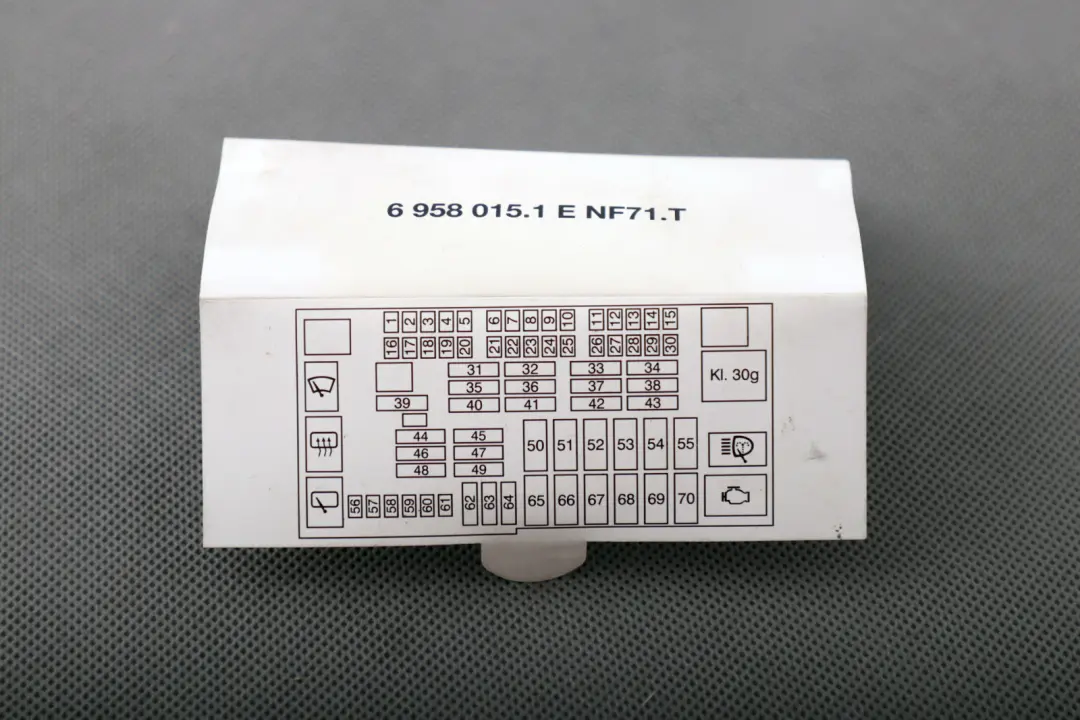 6 958 015.1 E NF71.T
1 2 3 4 5 6 7 8 9 10 11 12 13 14 15
16 17 18 19 20 21 22 23 24 25 26 27 28 29 30
31 32 33 34
Kl. 30g
35 36 37 38
39 40 41 42 43
44 45
46 47
48 49
50 51 52 53 54 55
56 57 58 59 60 61 62 63 64
65 66 67 68 69 70